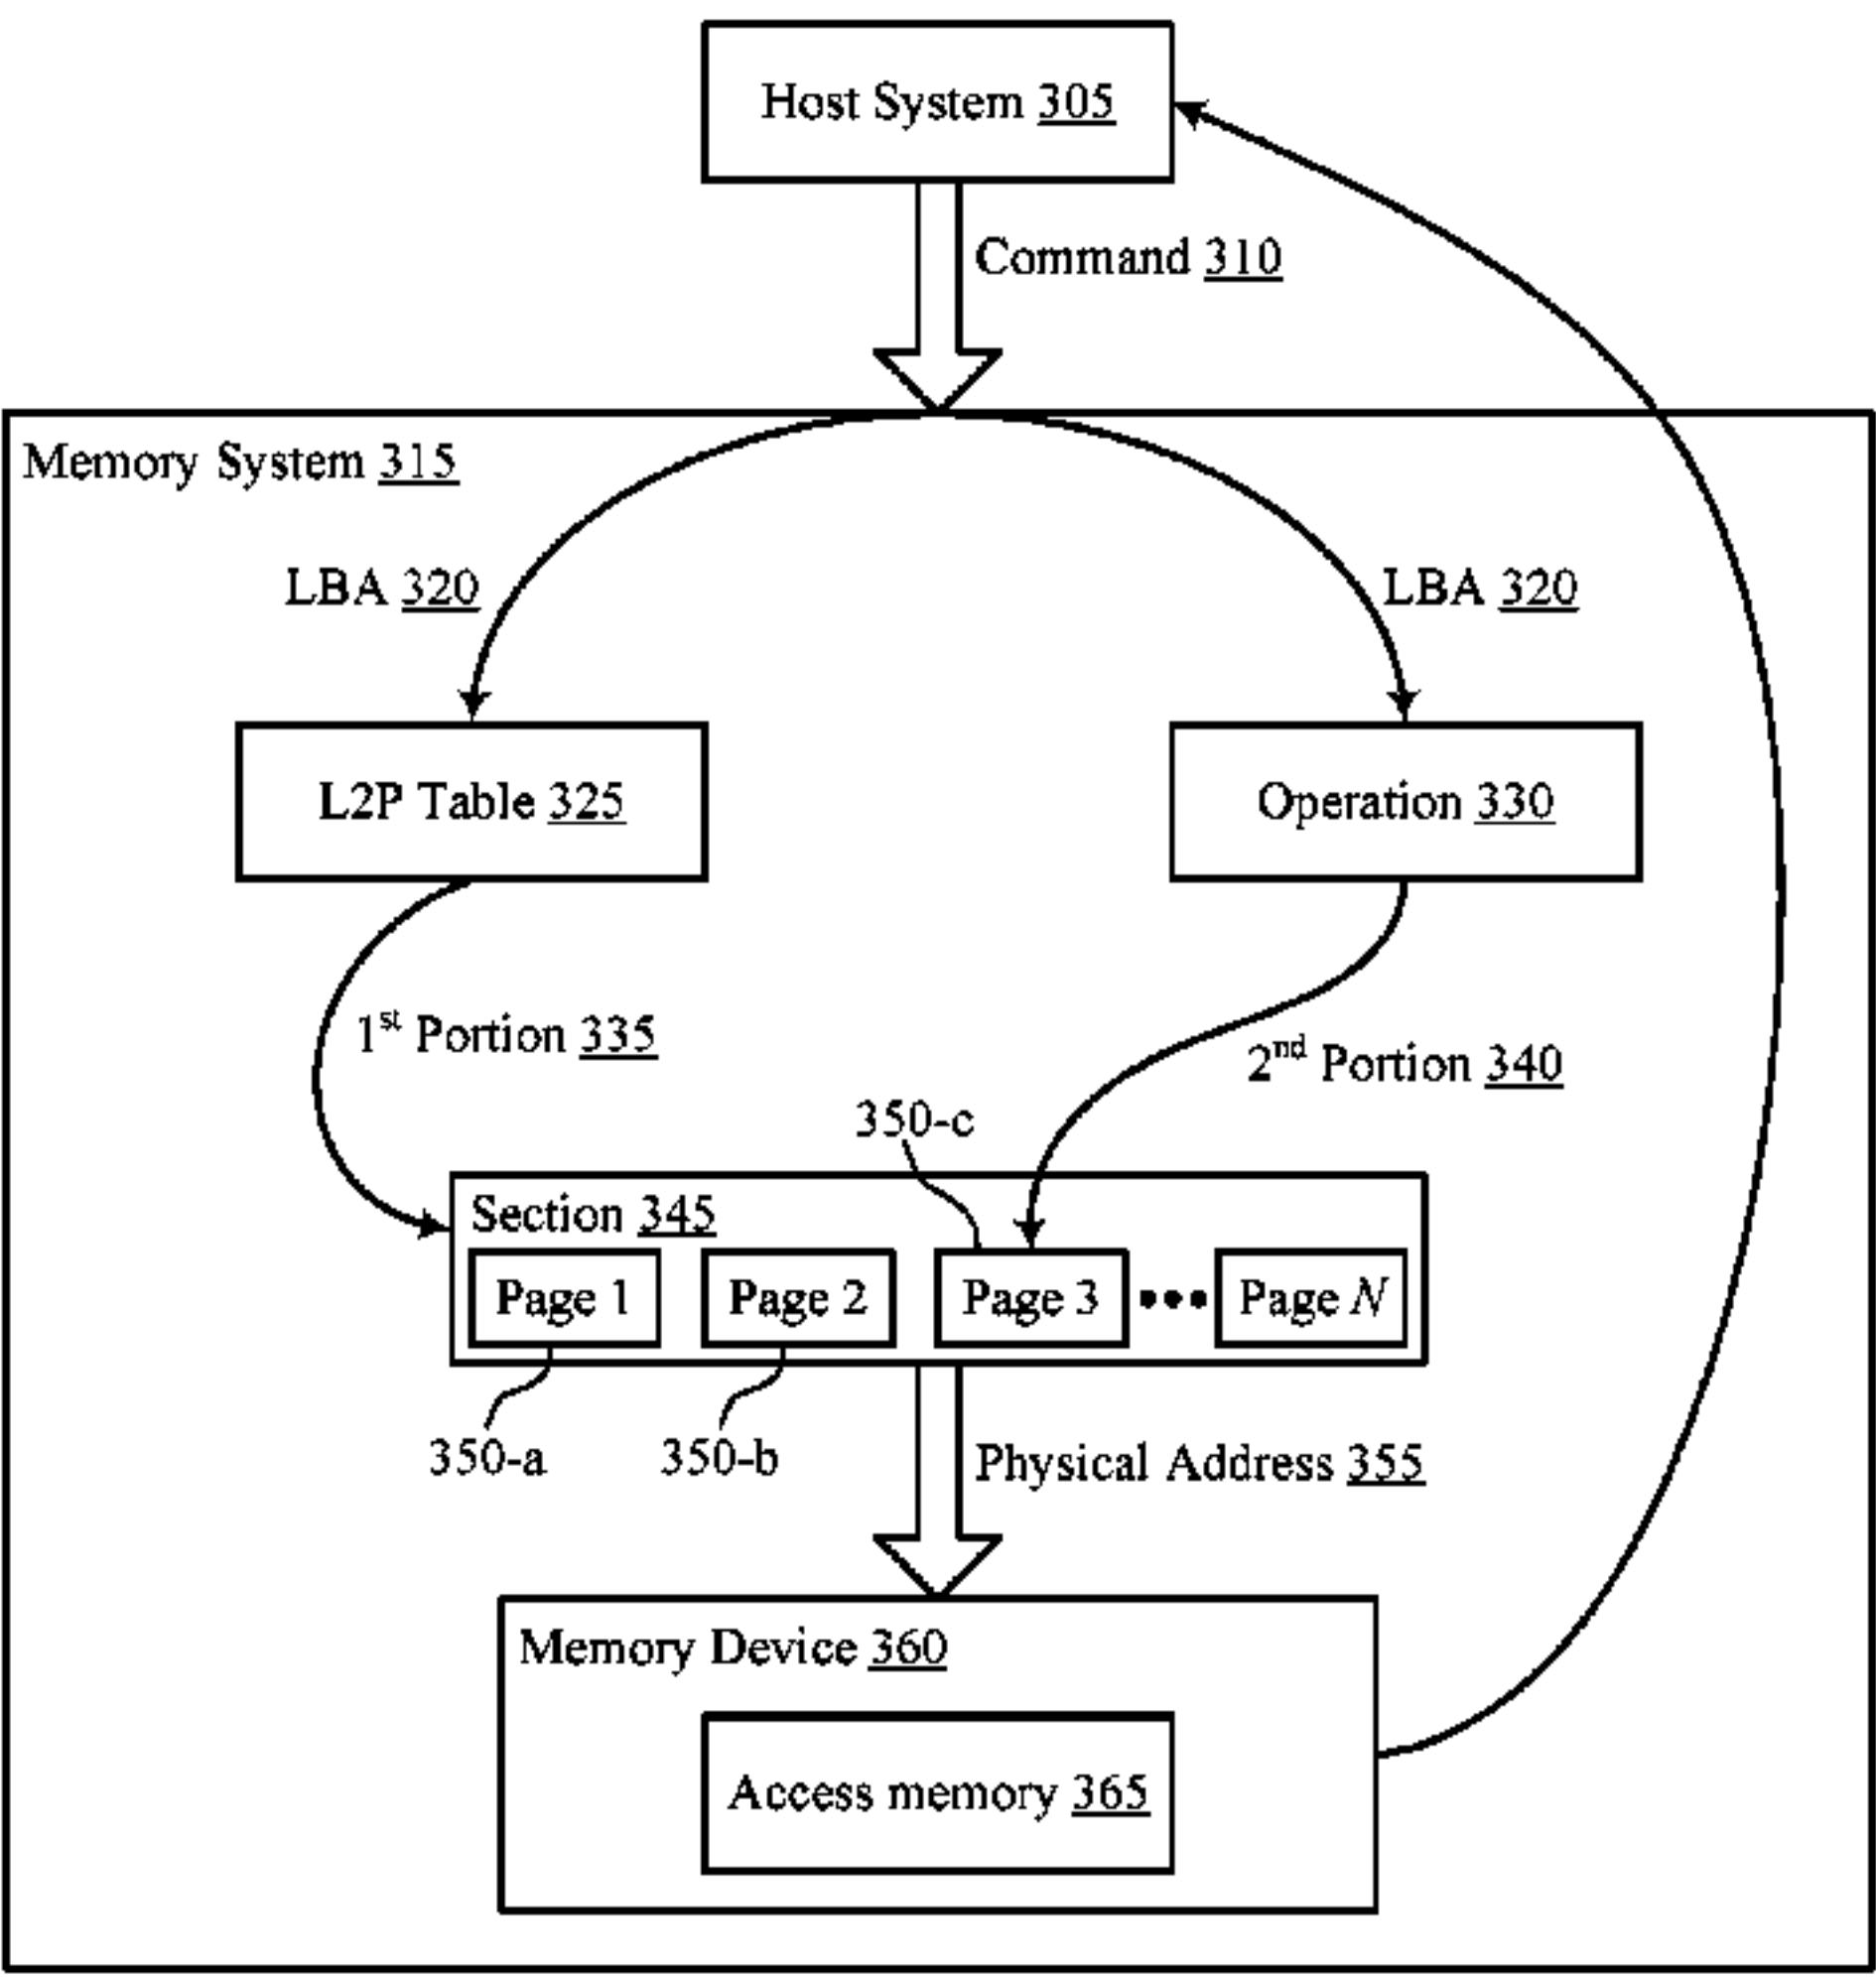 Host System 305
Command 310
Memory System 315
LBA 320
LBA 320
L2P Table 325
Operation 330
1st Portion 335
2nd Portion 340
350-c
Section 345
Page 1
Page 2
Page 3
Page N
350-a
350-b
Physical Address 355
Memory Device 360
Access memory 365